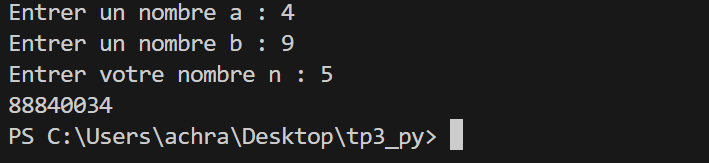 Entrer un nombre a : 4
Entrer un nombre b : 9
Entrer votre nombre n : 5
88840034
PS C:\Users\achra\Desktop\tp3_py>